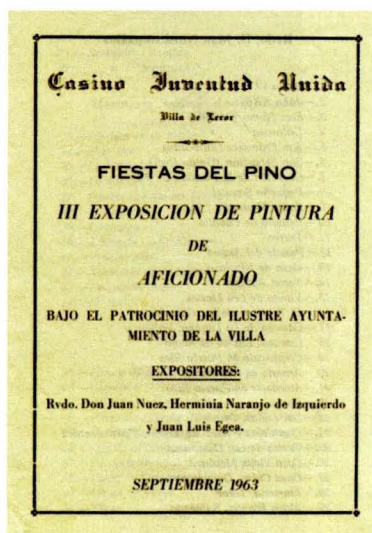 Casino Juventud Unida
Villa de Teror
FIESTAS DEL PINO
III EXPOSICION DE PINTURA
DE
AFICIONADO
BAJO EL PATROCINIO DEL ILUSTRE AYUNTA-
MIENTO DE LA VILLA
EXPOSITORES:
Rvdo. Don Juan Nuez, Herminia Naranjo de Izquierdo
y Juan Luis Egea.
SEPTIEMBRE 1963